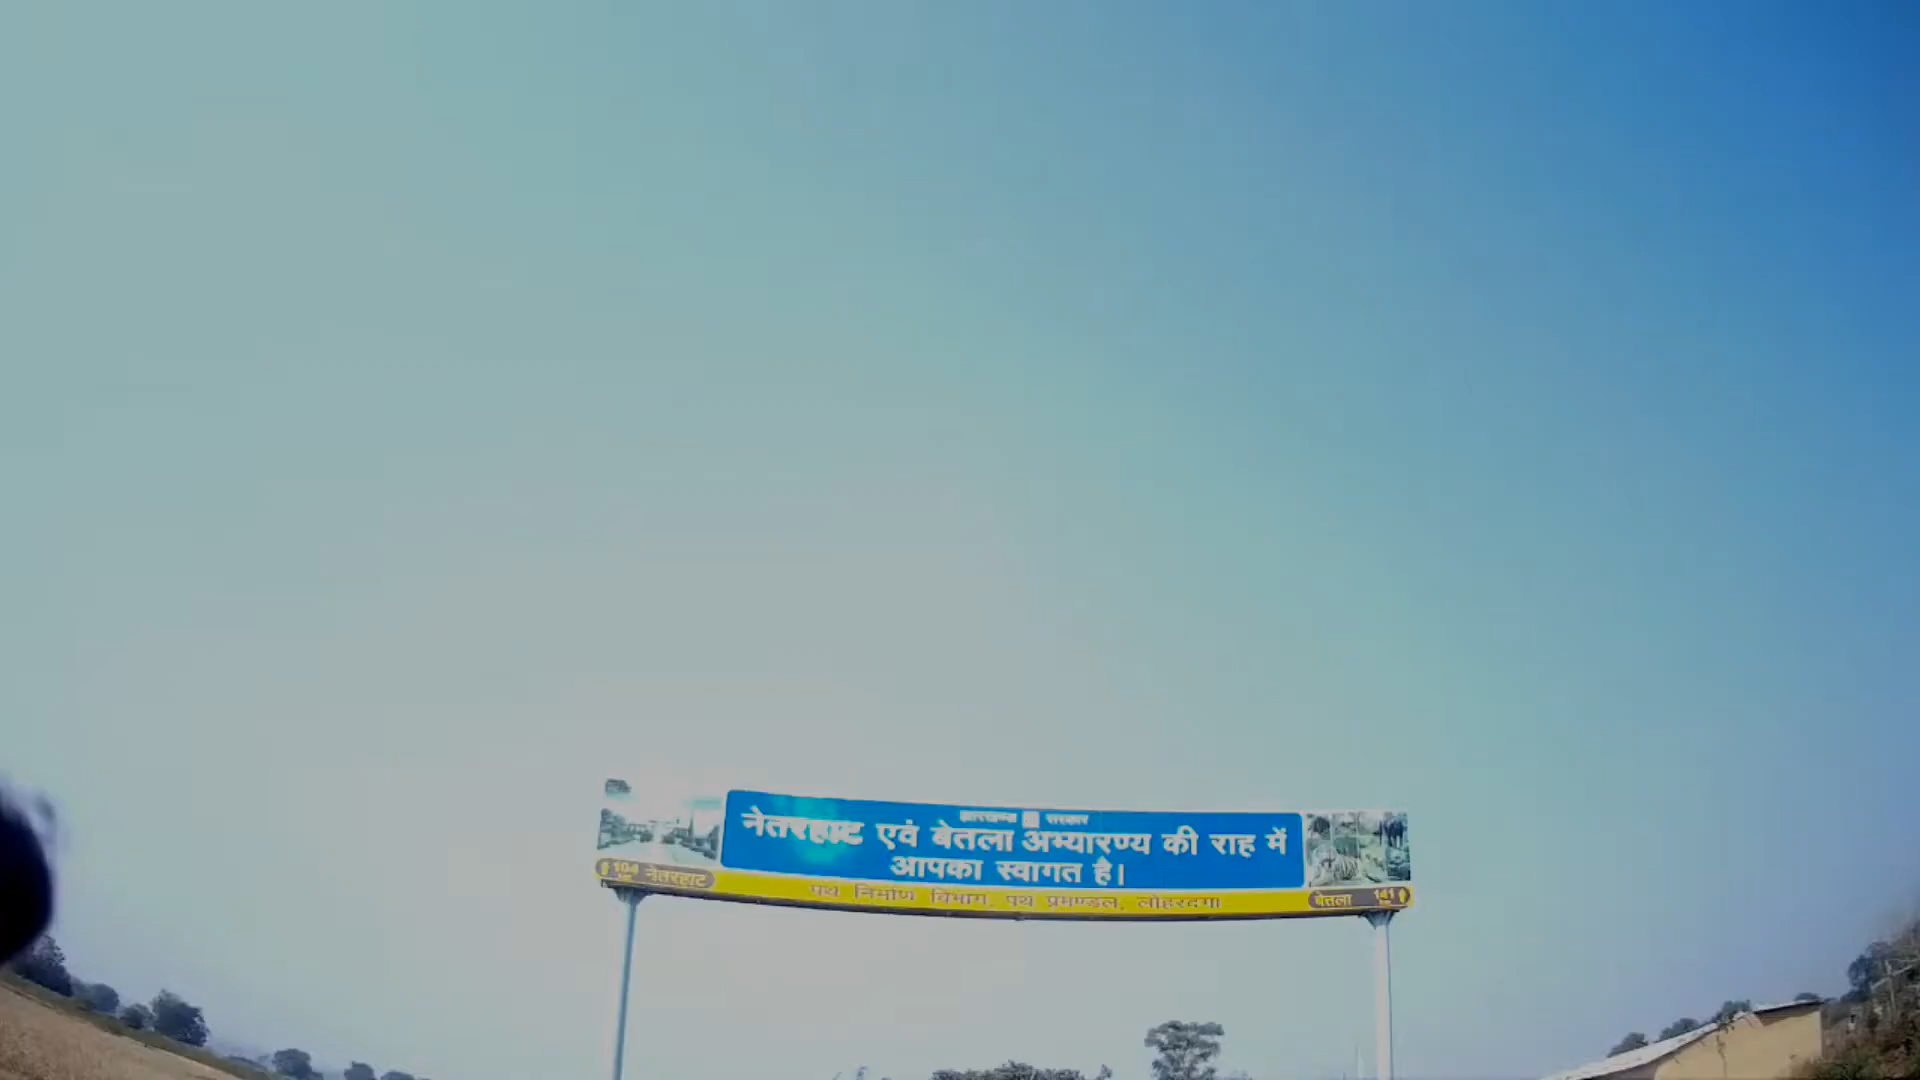 झारखण्ड सरकार
नेतरहाट एवं बेतला अभ्यारण्य की राह में
आपका स्वागत है।
104 नेतरहाट
पथ निर्माण विभाग, पथ प्रमण्डल, लोहरदगा
बेतला 141